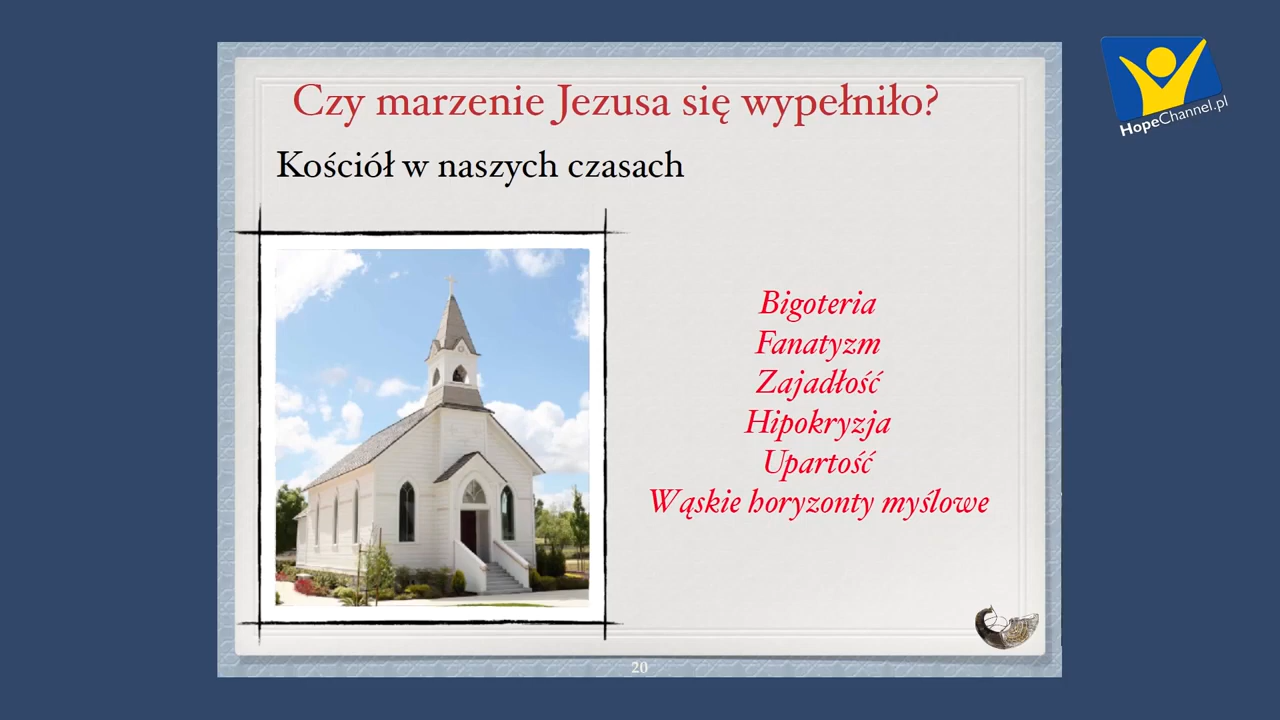 Czy marzenie Jezusa się wypełniło?
HopeChannel.pl
Kościół w naszych czasach
Bigoteria
Fanatyzm
Zajadłość
Hipokryzja
Upartość
Wąskie horyzonty myślowe
20